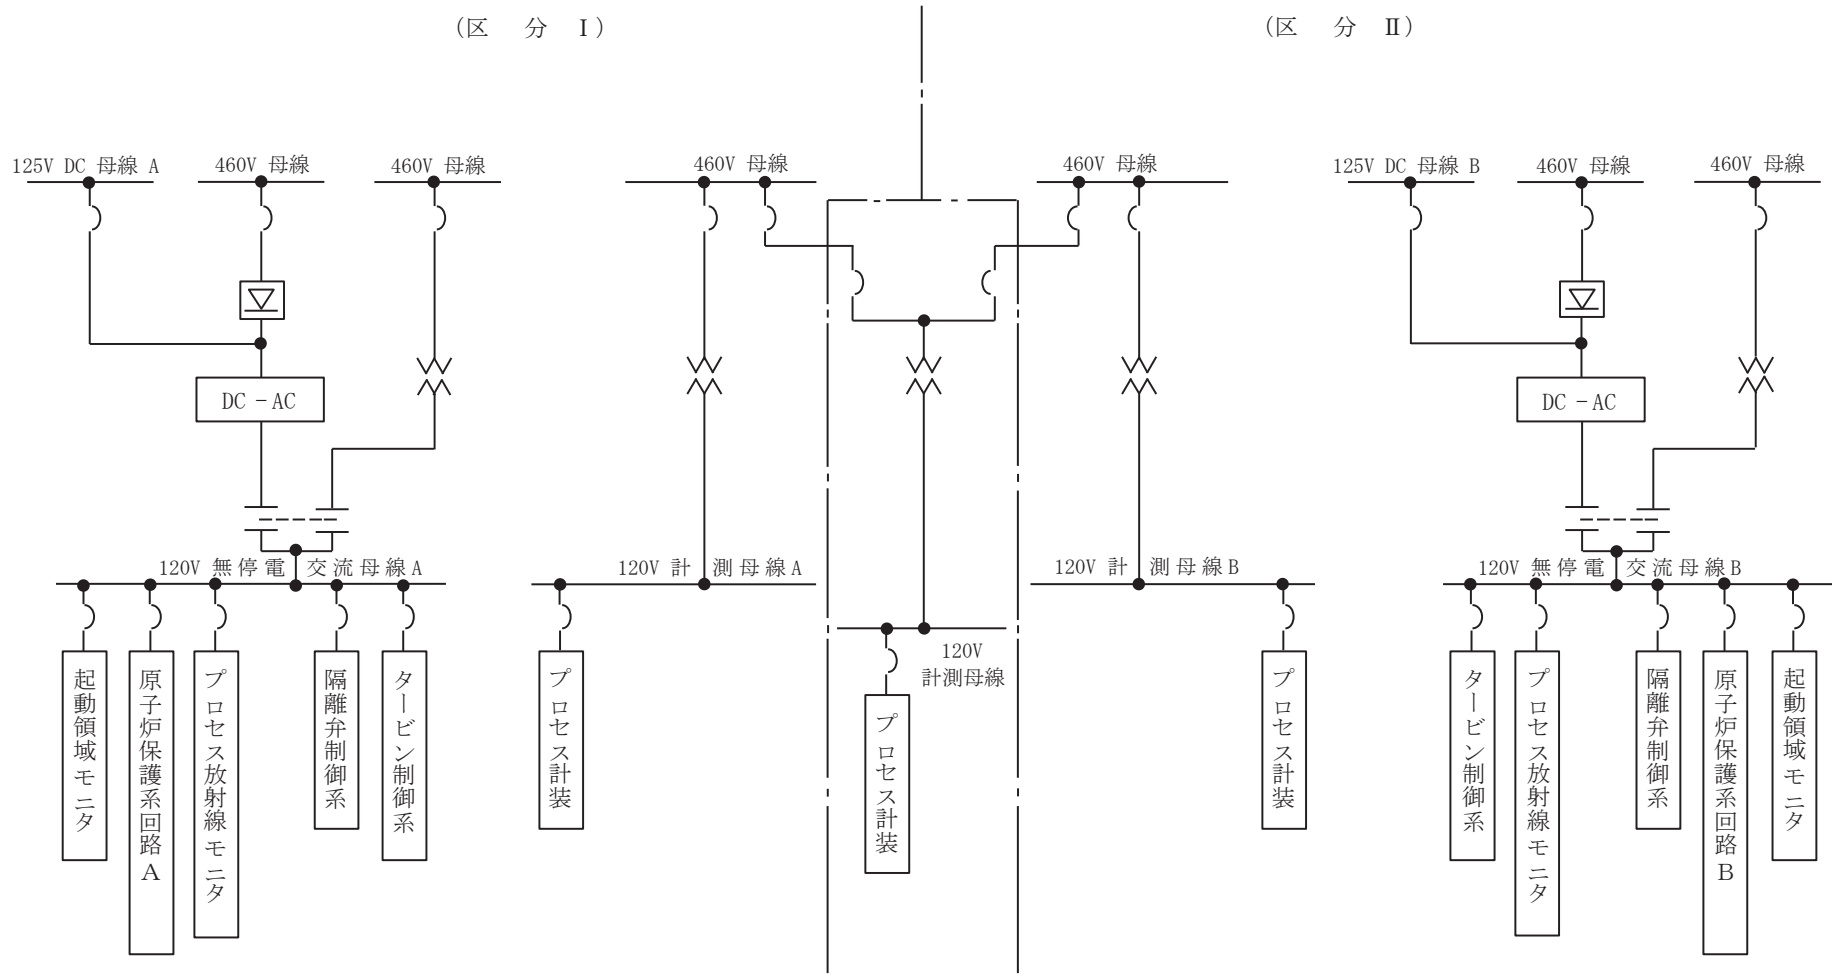 (区 分 Ⅰ)
(区 分 Ⅱ)
125V DC 母線 A
460V 母線
460V 母線
460V 母線
460V 母線
125V DC 母線 B
460V 母線
460V 母線
DC －AC
DC －AC
120V 無停電 交流母線A
120V 計 測母線A
120V 計 測母線B
120V 無停電 交流母線B
120V
計測母線
起動領域モニタ
原子炉保護系回路A
プロセス放射線モニタ
隔離弁制御系
タービン制御系
プロセス計装
プロセス計装
プロセス計装
タービン制御系
プロセス放射線モニタ
隔離弁制御系
原子炉保護系回路B
起動領域モニタ